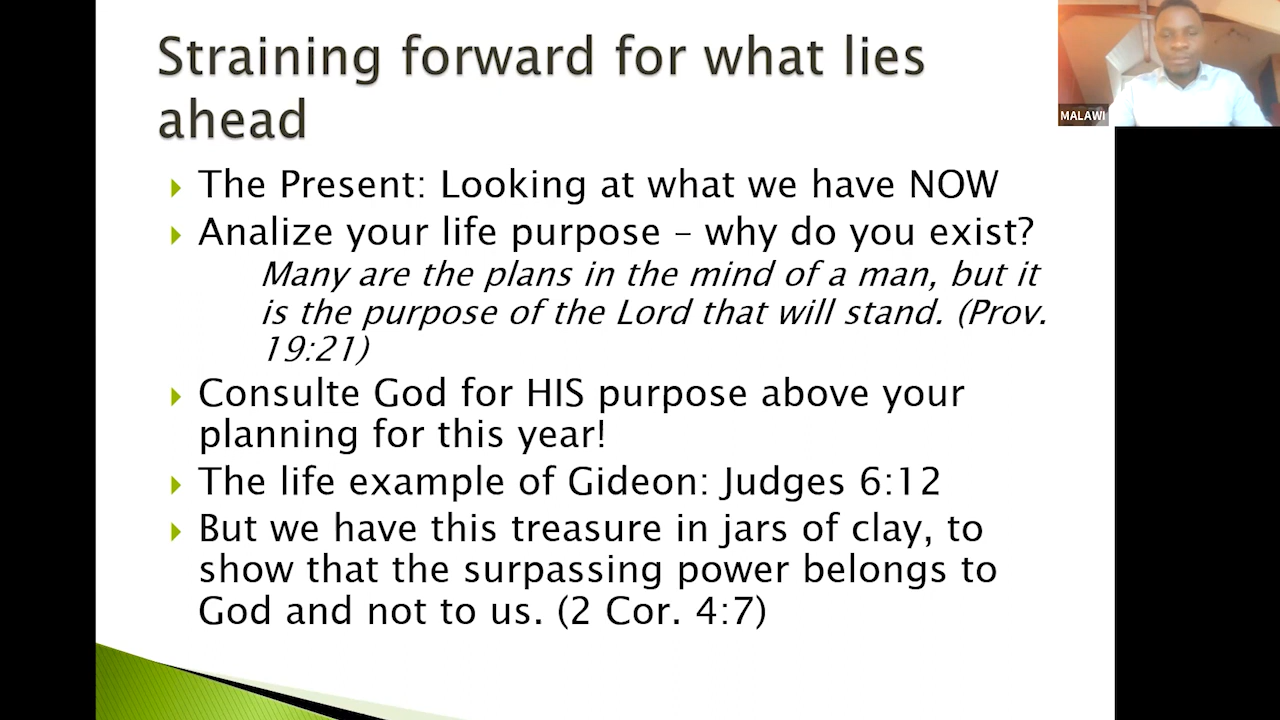 Straining forward for what lies
ahead
The Present: Looking at what we have NOW
Analize your life purpose – why do you exist?
Many are the plans in the mind of a man, but it
is the purpose of the Lord that will stand. (Prov.
19:21)
Consulte God for HIS purpose above your
planning for this year!
The life example of Gideon: Judges 6:12
But we have this treasure in jars of clay, to
show that the surpassing power belongs to
God and not to us. (2 Cor. 4:7)
MALAWI